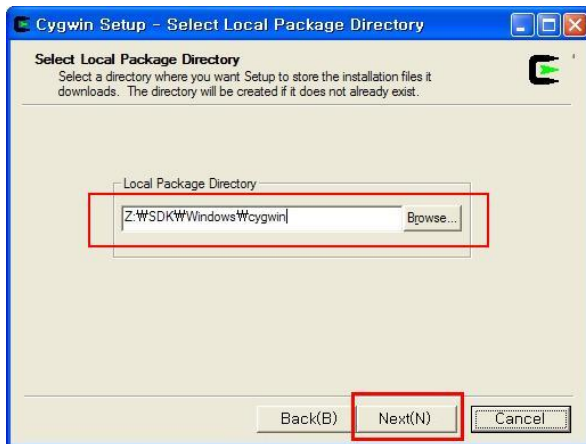 Cygwin Setup - Select Local Package Directory
Select Local Package Directory
Select a directory where you want Setup to store the installation files it
downloads. The directory will be created if it does not already exist.
Local Package Directory
Z:₩SDK₩Windows₩cygwin
Browse...
Back(B)
Next(N)
Cancel